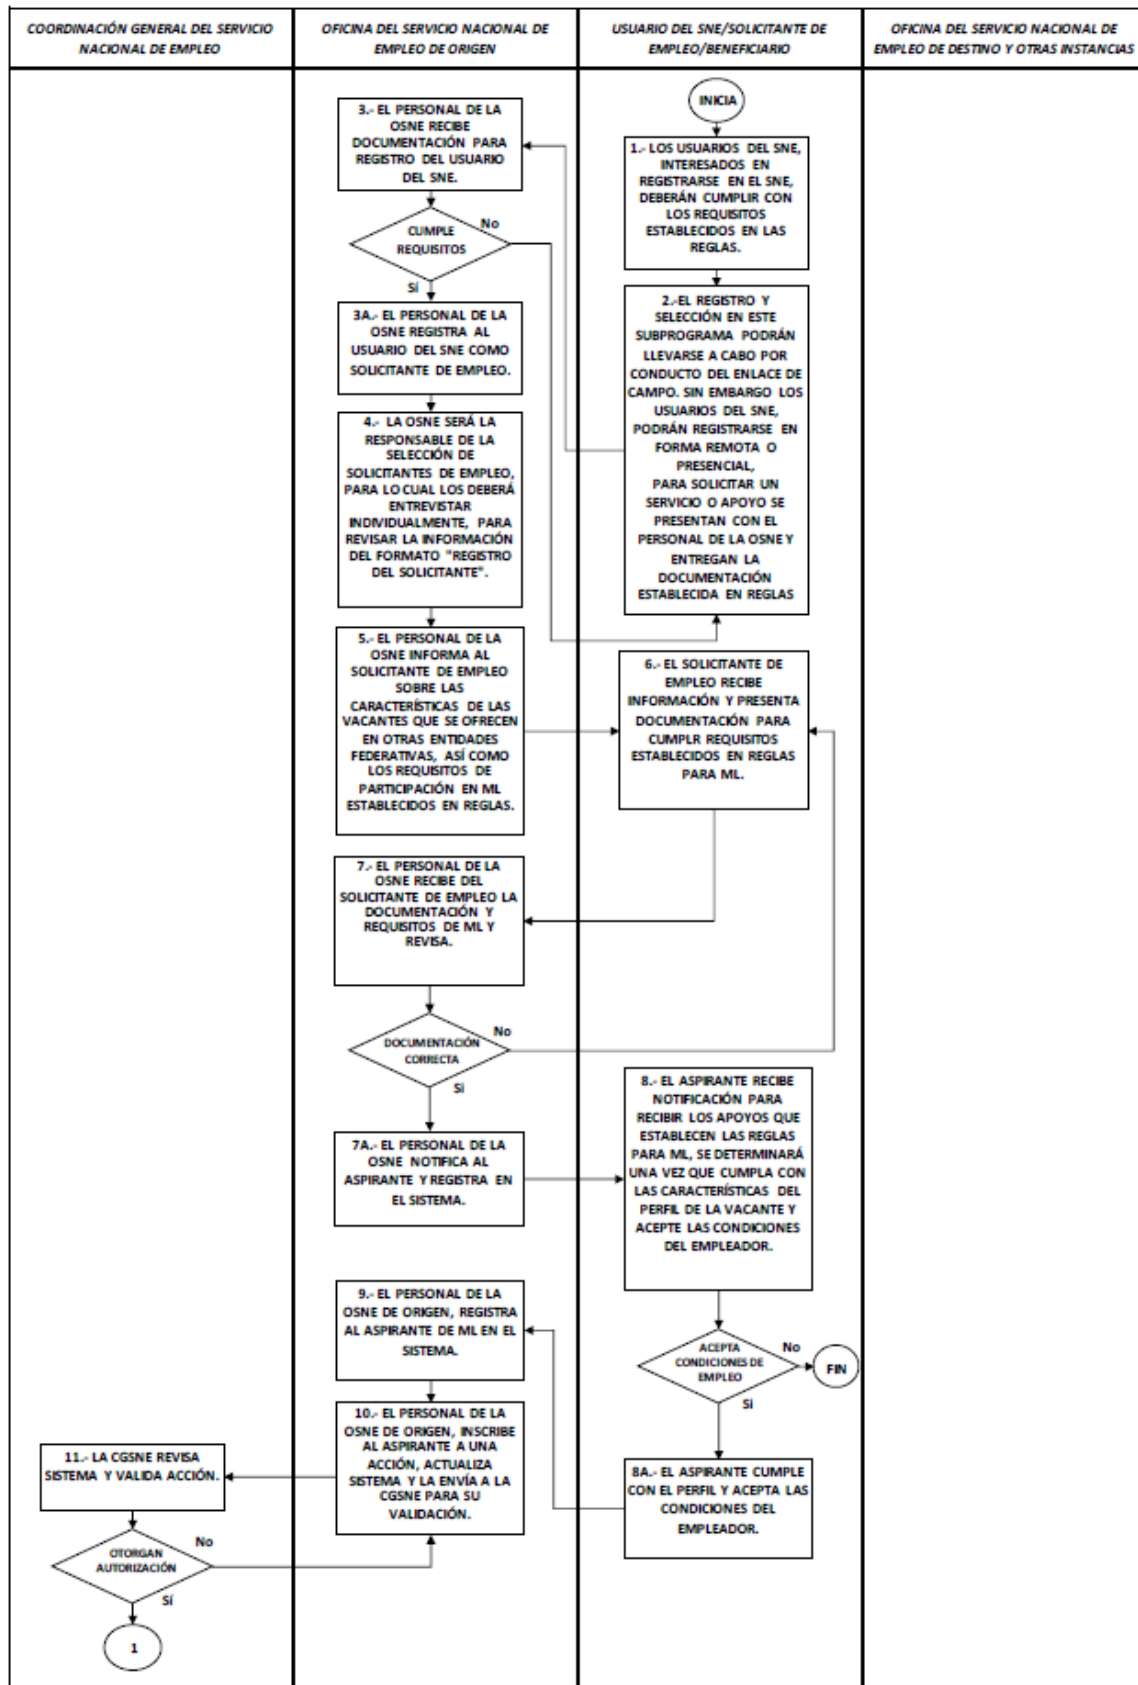 COORDINACIÓN GENERAL DEL SERVICIO
NACIONAL DE EMPLEO
OFICINA DEL SERVICIO NACIONAL DE
EMPLEO DE ORIGEN
USUARIO DEL SNE/SOLICITANTE DE
EMPLEO/BENEFICIARIO
OFICINA DEL SERVICIO NACIONAL DE
EMPLEO DE DESTINO Y OTRAS INSTANCIAS
INICIA
1.- LOS USUARIOS DEL SNE,
INTERESADOS EN
REGISTRARSE EN EL SNE,
DEBERÁN CUMPLIR CON
LOS REQUISITOS
ESTABLECIDOS EN LAS
REGLAS.
2.-EL REGISTRO Y
SELECCIÓN EN ESTE
SUBPROGRAMA PODRÁN
LLEVARSE A CABO POR
CONDUCTO DEL ENLACE DE
CAMPO. SIN EMBARGO LOS
USUARIOS DEL SNE,
PODRÁN REGISTRARSE EN
FORMA REMOTA O
PRESENCIAL,
PARA SOLICITAR UN
SERVICIO O APOYO SE
PRESENTAN CON EL
PERSONAL DE LA OSNE Y
ENTREGAN LA
DOCUMENTACIÓN
ESTABLECIDA EN REGLAS
3.- EL PERSONAL DE LA
OSNE RECIBE
DOCUMENTACIÓN PARA
REGISTRO DEL USUARIO
DEL SNE.
CUMPLE
REQUISITOS
No
Sí
3A.- EL PERSONAL DE LA
OSNE REGISTRA AL
USUARIO DEL SNE COMO
SOLICITANTE DE EMPLEO.
4.- LA OSNE SERÁ LA
RESPONSABLE DE LA
SELECCIÓN DE
SOLICITANTES DE EMPLEO,
PARA LO CUAL LOS DEBERÁ
ENTREVISTAR
INDIVIDUALMENTE, PARA
REVISAR LA INFORMACIÓN
DEL FORMATO "REGISTRO
DEL SOLICITANTE".
5.- EL PERSONAL DE LA
OSNE INFORMA AL
SOLICITANTE DE EMPLEO
SOBRE LAS
CARACTERÍSTICAS DE LAS
VACANTES QUE SE OFRECEN
EN OTRAS ENTIDADES
FEDERATIVAS, ASÍ COMO
LOS REQUISITOS DE
PARTICIPACIÓN EN ML
ESTABLECIDOS EN REGLAS.
6.- EL SOLICITANTE DE
EMPLEO RECIBE
INFORMACIÓN Y PRESENTA
DOCUMENTACIÓN PARA
CUMPLR REQUISITOS
ESTABLECIDOS EN REGLAS
PARA ML.
7.- EL PERSONAL DE LA
OSNE RECIBE DEL
SOLICITANTE DE EMPLEO LA
DOCUMENTACIÓN Y
REQUISITOS DE ML Y
REVISA.
DOCUMENTACIÓN
CORRECTA
No
Si
7A.- EL PERSONAL DE LA
OSNE NOTIFICA AL
ASPIRANTE Y REGISTRA EN
EL SISTEMA.
8.- EL ASPIRANTE RECIBE
NOTIFICACIÓN PARA
RECIBIR LOS APOYOS QUE
ESTABLECEN LAS REGLAS
PARA ML, SE DETERMINARÁ
UNA VEZ QUE CUMPLA CON
LAS CARACTERÍSTICAS DEL
PERFIL DE LA VACANTE Y
ACEPTE LAS CONDICIONES
DEL EMPLEADOR.
ACEPTA
CONDICIONES DE
EMPLEO
No
FIN
Si
8A.- EL ASPIRANTE CUMPLE
CON EL PERFIL Y ACEPTA LAS
CONDICIONES DEL
EMPLEADOR.
9.- EL PERSONAL DE LA
OSNE DE ORIGEN, REGISTRA
AL ASPIRANTE DE ML EN EL
SISTEMA.
10.- EL PERSONAL DE LA
OSNE DE ORIGEN, INSCRIBE
AL ASPIRANTE A UNA
ACCIÓN, ACTUALIZA
SISTEMA Y LA ENVÍA A LA
CGSNE PARA SU
VALIDACIÓN.
11.- LA CGSNE REVISA
SISTEMA Y VALIDA ACCIÓN.
OTORGAN
AUTORIZACIÓN
No
Sí
1